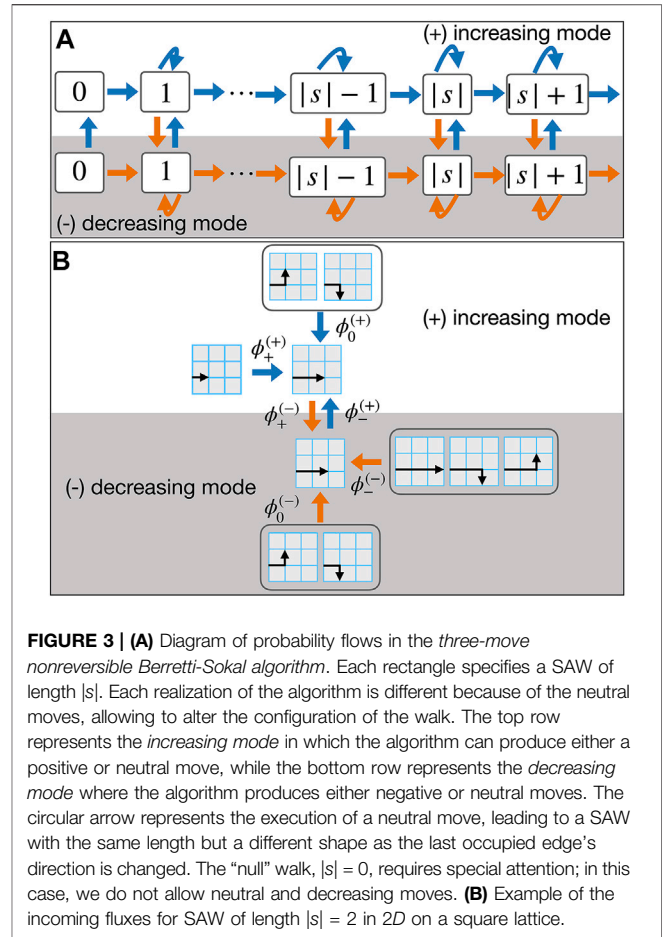 A
(+) increasing mode
0 1 ··· |s| − 1 |s| |s| + 1
0 1 ··· |s| − 1 |s| |s| + 1
(-) decreasing mode
B
ϕ₀⁽⁺⁾
(+) increasing mode
ϕ₊⁽⁺⁾
ϕ₊⁽⁻⁾ ϕ₋⁽⁺⁾
(-) decreasing mode
ϕ₋⁽⁻⁾
ϕ₀⁽⁻⁾
FIGURE 3 | (A) Diagram of probability flows in the three-move
nonreversible Berretti-Sokal algorithm. Each rectangle specifies a SAW of
length |s|. Each realization of the algorithm is different because of the neutral
moves, allowing to alter the configuration of the walk. The top row
represents the increasing mode in which the algorithm can produce either a
positive or neutral move, while the bottom row represents the decreasing
mode where the algorithm produces either negative or neutral moves. The
circular arrow represents the execution of a neutral move, leading to a SAW
with the same length but a different shape as the last occupied edge's
direction is changed. The “null” walk, |s| = 0, requires special attention; in this
case, we do not allow neutral and decreasing moves. (B) Example of the
incoming fluxes for SAW of length |s| = 2 in 2D on a square lattice.